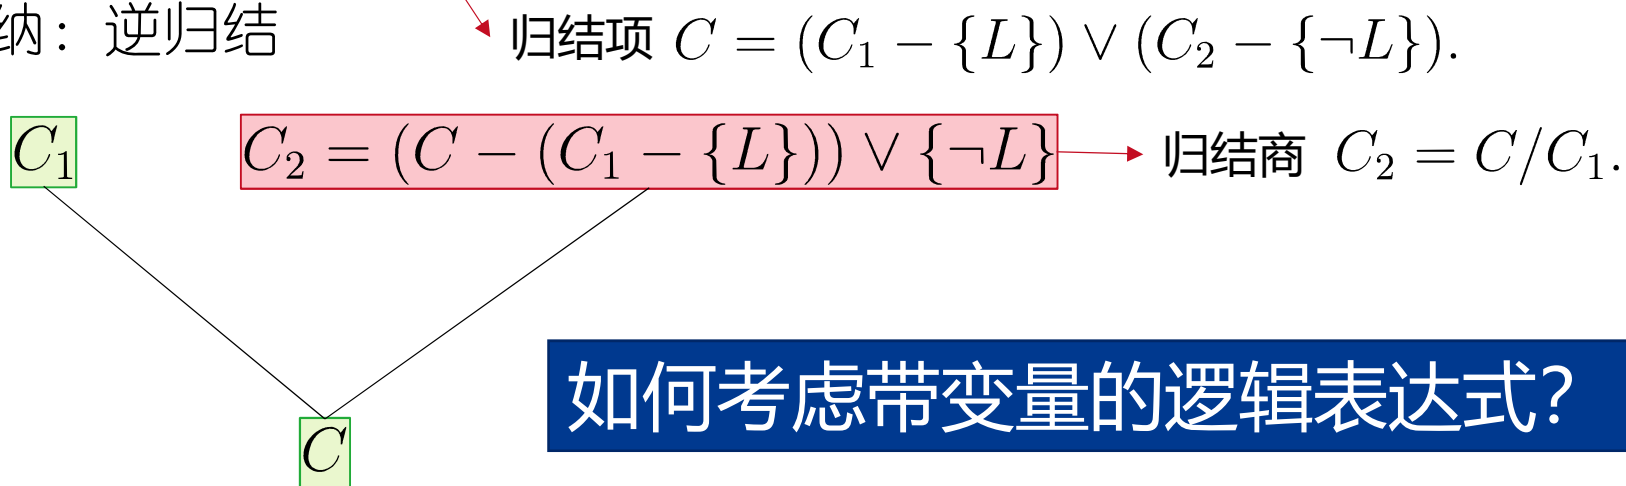 纳：逆归结
归结项 C = (C₁ − {L}) ∨ (C₂ − {¬L}).
C₁
C₂ = (C − (C₁ − {L})) ∨ {¬L}
归结商 C₂ = C/C₁.
如何考虑带变量的逻辑表达式？
C